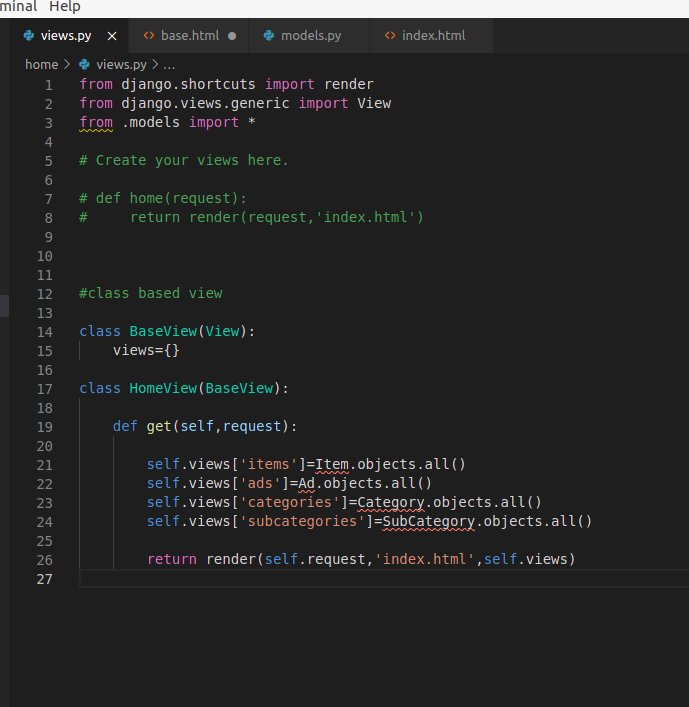 minal Help
views.py × base.html ● models.py index.html
home > views.py > ...
1 from django.shortcuts import render
2 from django.views.generic import View
3 from .models import *
4
5 # Create your views here.
6
7 # def home(request):
8 #     return render(request,'index.html')
9
10
11
12 #class based view
13
14 class BaseView(View):
15     views={}
16
17 class HomeView(BaseView):
18
19     def get(self,request):
20
21         self.views['items']=Item.objects.all()
22         self.views['ads']=Ad.objects.all()
23         self.views['categories']=Category.objects.all()
24         self.views['subcategories']=SubCategory.objects.all()
25
26         return render(self.request,'index.html',self.views)
27